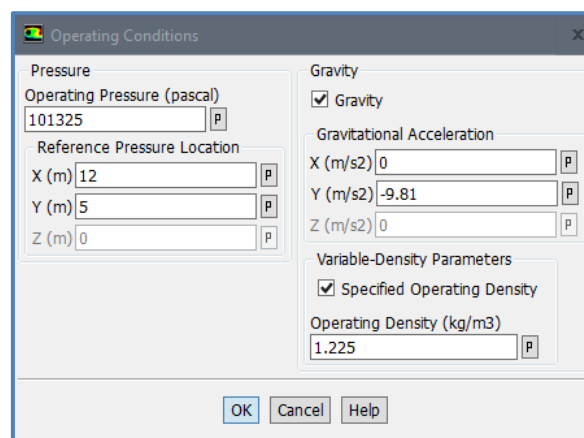 Operating Conditions
Pressure
Operating Pressure (pascal)
101325 P
Reference Pressure Location
X (m) 12 P
Y (m) 5 P
Z (m) 0 P
Gravity
Gravity
Gravitational Acceleration
X (m/s2) 0 P
Y (m/s2) -9.81 P
Z (m/s2) 0 P
Variable-Density Parameters
Specified Operating Density
Operating Density (kg/m3)
1.225 P
OK Cancel Help